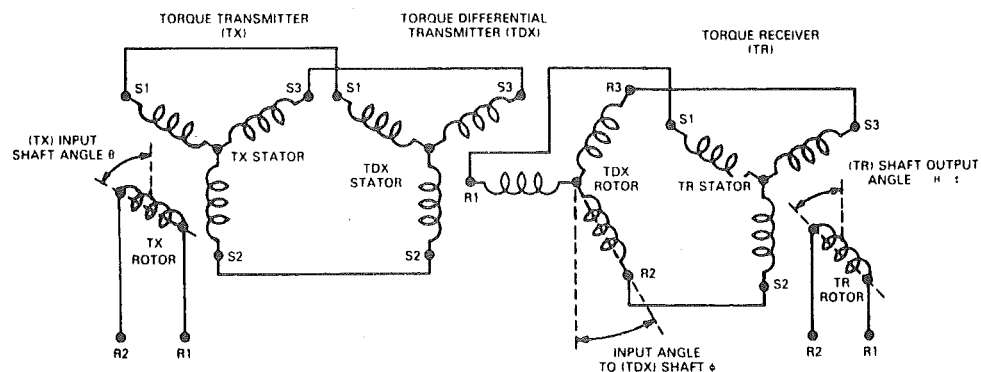 TORQUE TRANSMITTER
(TX)
TORQUE DIFFERENTIAL
TRANSMITTER (TDX)
TORQUE RECEIVER
(TR)
S1
S3
S1
S3
R3
S1
S3
(TX) INPUT
SHAFT ANGLE θ
TX STATOR
TDX
STATOR
R1
TDX
ROTOR
TR STATOR
(TR) SHAFT OUTPUT
ANGLE
TX
ROTOR
S2
S2
R2
S2
TR
ROTOR
R2
R1
INPUT ANGLE
TO (TDX) SHAFT ϕ
R2
R1